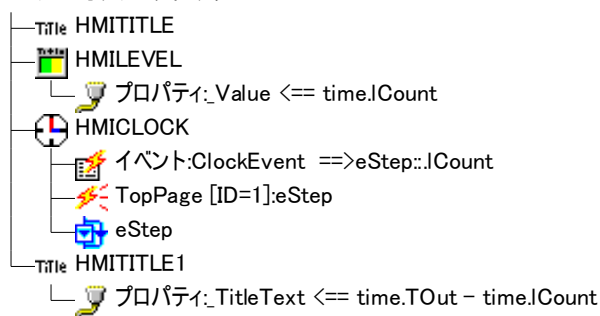 Title HMITITLE
HMILEVEL
プロパティ:_Value <== time.lCount
HMICLOCK
イベント:ClockEvent ==>eStep::.lCount
TopPage [ID=1]:eStep
eStep
Title HMITITLE1
プロパティ:_TitleText <== time.TOut - time.lCount